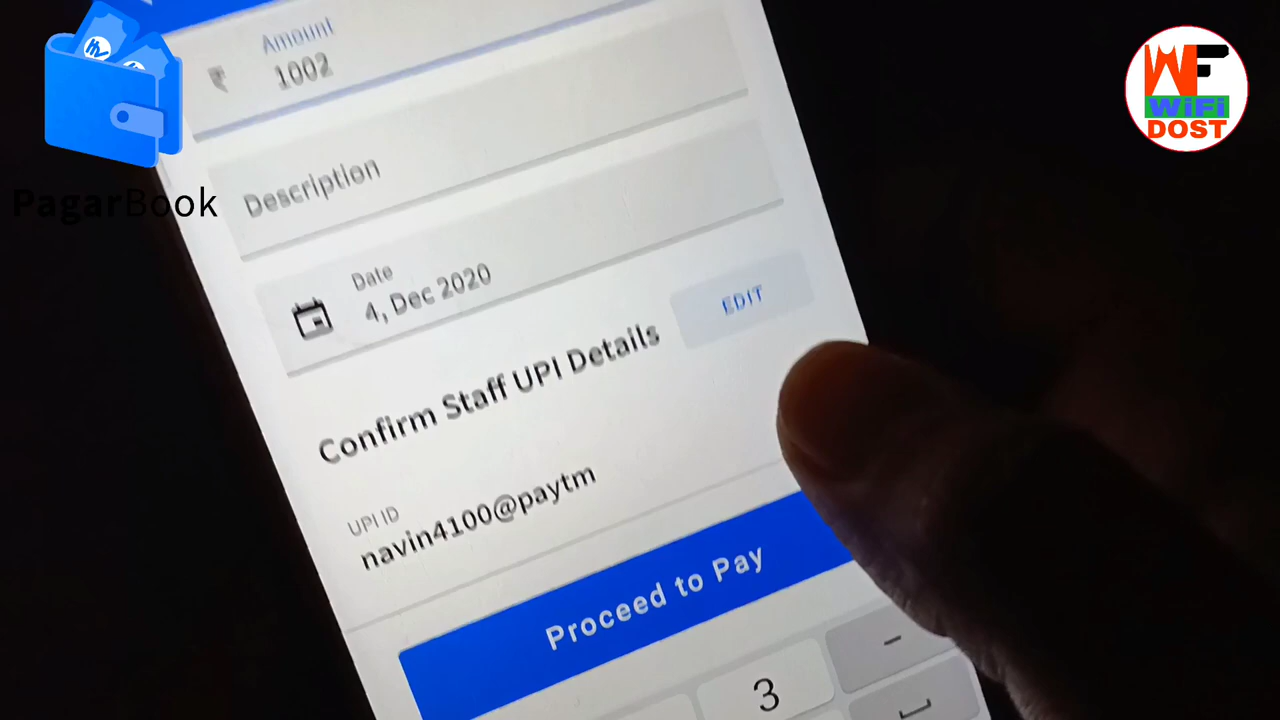 Amount
₹ 1002
Description
Date
4, Dec 2020
Confirm Staff UPI Details
EDIT
UPI ID
navin4100@paytm
Proceed to Pay
3
-
PagarBook
WF
WiFi
DOST